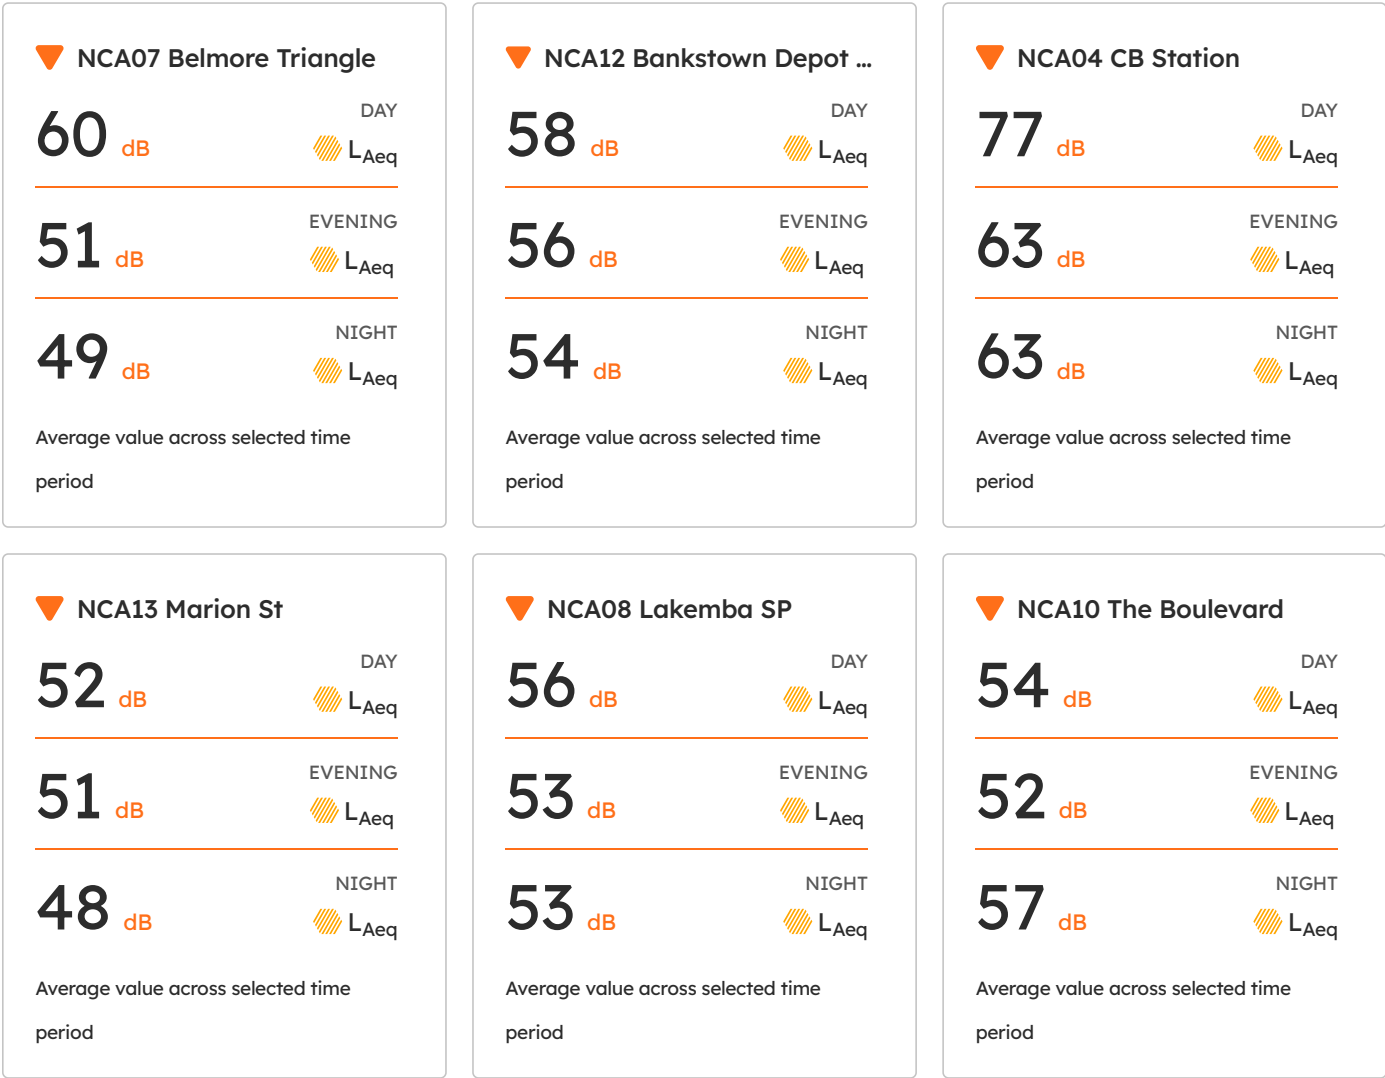 NCA07 Belmore Triangle
DAY
60 dB LAeq
EVENING
51 dB LAeq
NIGHT
49 dB LAeq
Average value across selected time
period
NCA12 Bankstown Depot ...
DAY
58 dB LAeq
EVENING
56 dB LAeq
NIGHT
54 dB LAeq
Average value across selected time
period
NCA04 CB Station
DAY
77 dB LAeq
EVENING
63 dB LAeq
NIGHT
63 dB LAeq
Average value across selected time
period
NCA13 Marion St
DAY
52 dB LAeq
EVENING
51 dB LAeq
NIGHT
48 dB LAeq
Average value across selected time
period
NCA08 Lakemba SP
DAY
56 dB LAeq
EVENING
53 dB LAeq
NIGHT
53 dB LAeq
Average value across selected time
period
NCA10 The Boulevard
DAY
54 dB LAeq
EVENING
52 dB LAeq
NIGHT
57 dB LAeq
Average value across selected time
period